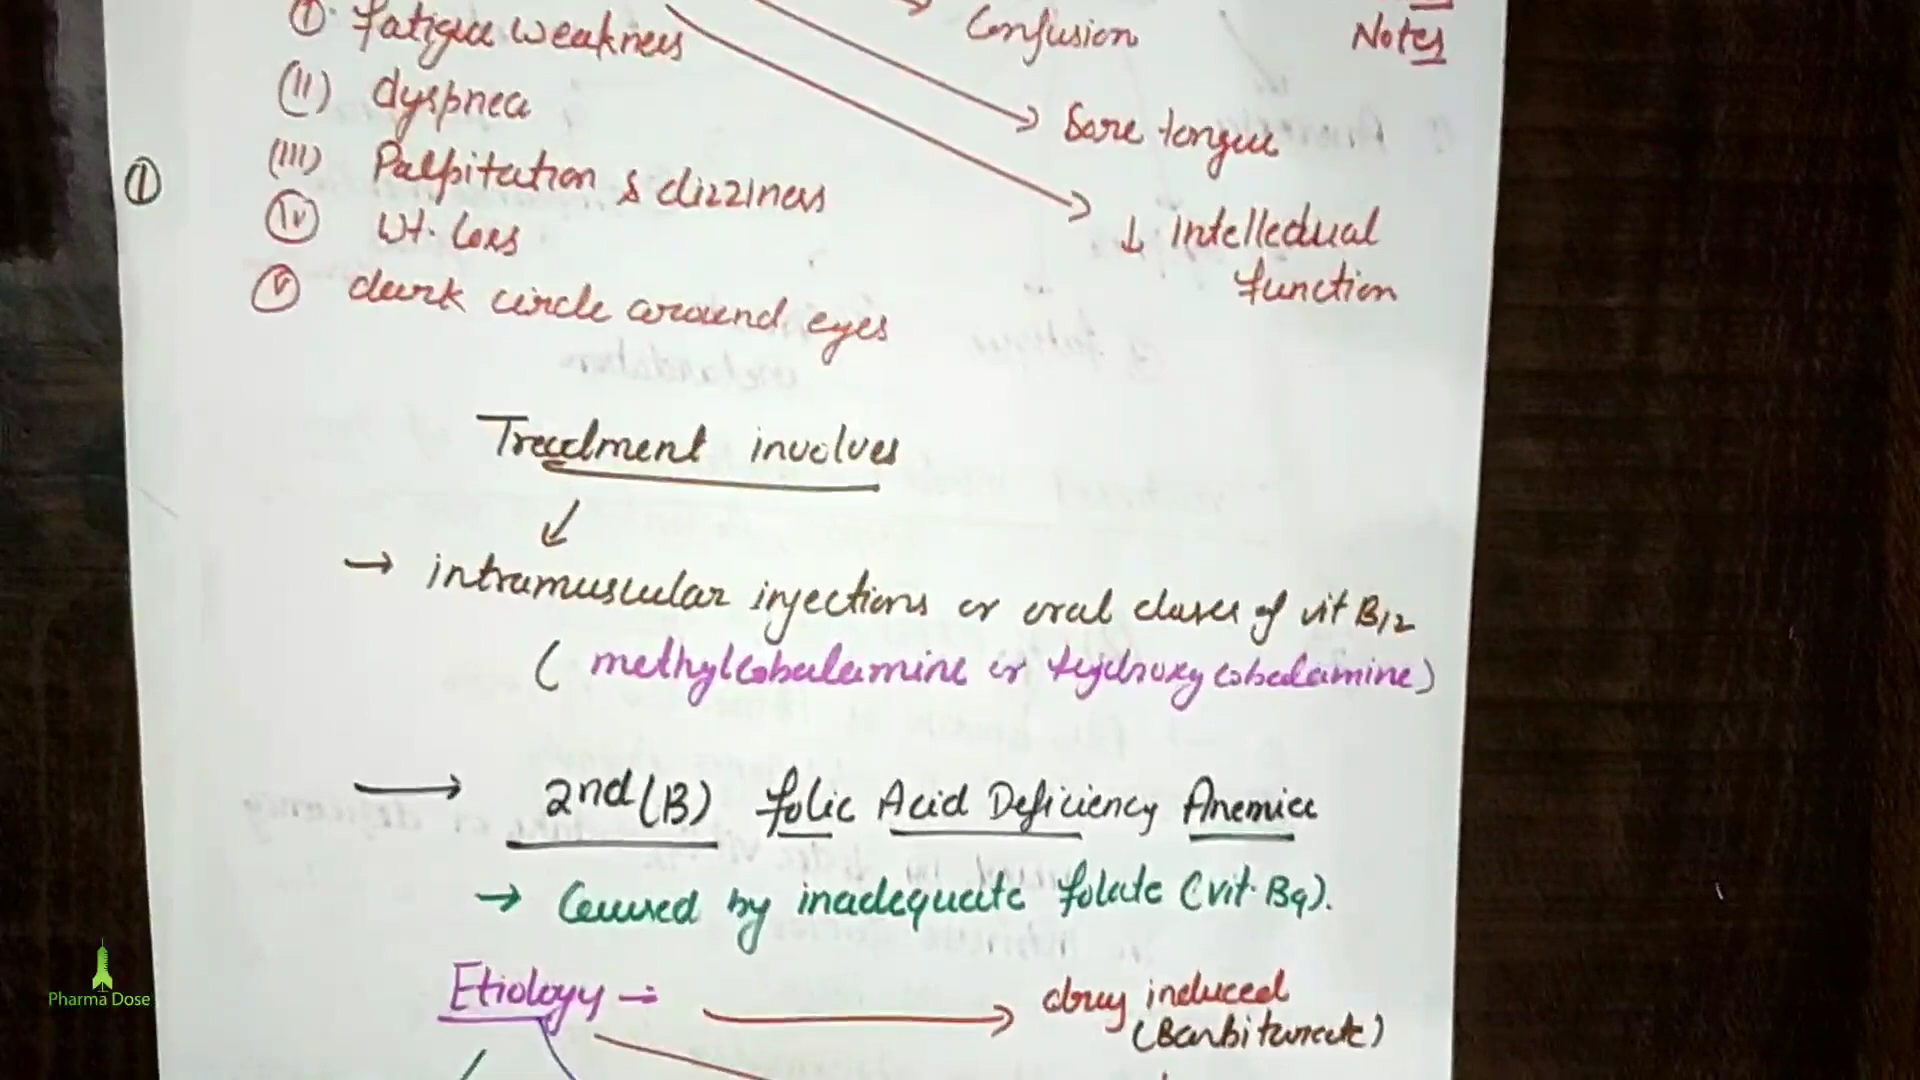 Confusion
Notes
(I) fatigue weakness
(II) dyspnea
Sore tongue
(III) Palpitation & dizziness
(1)
(IV) Wt. Loss
↓ intellectual
function
(V) dark circle around eyes
Treatment involves
→ intramuscular injections or oral doses of vit B12
(methylcobalamine or hydroxycobalamine)
→ 2nd (B) folic Acid Deficiency Anemia
→ Caused by inadequate folate (vit. B9).
Etiology :-
drug induced
(Barbiturate)
Pharma Dose